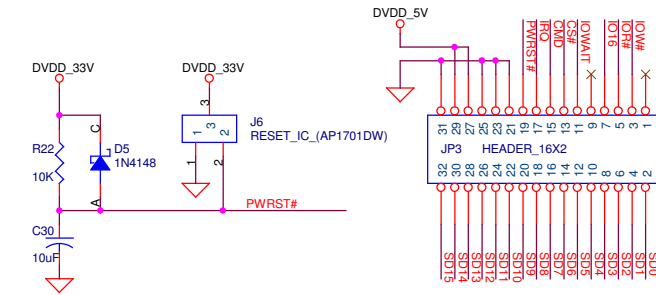 DVDD_5V
DVDD_33V
DVDD_33V
PWRST#
IRQ
CMD
CS#
IOWAIT
IO16
IOR#
IOW#
3
C
J6
RESET_IC_(AP1701DW)
1 3 2
R22
10K
D5
1N4148
1
2
A
PWRST#
C30
10uF
31 29 27 25 23 21 19 17 15 13 11 9 7 5 3 1
JP3
HEADER_16X2
32 30 28 26 24 22 20 18 16 14 12 10 8 6 4 2
SD15
SD14
SD13
SD12
SD11
SD10
SD9
SD8
SD7
SD6
SD5
SD4
SD3
SD2
SD1
SD0